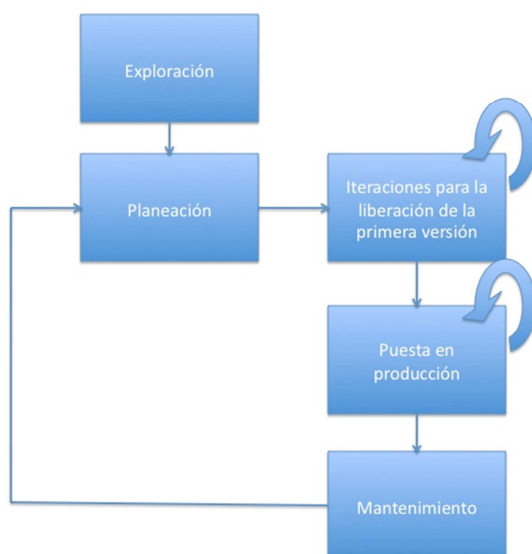 Exploración
Planeación
Iteraciones para la
liberación de la
primera versión
Puesta en
producción
Mantenimiento